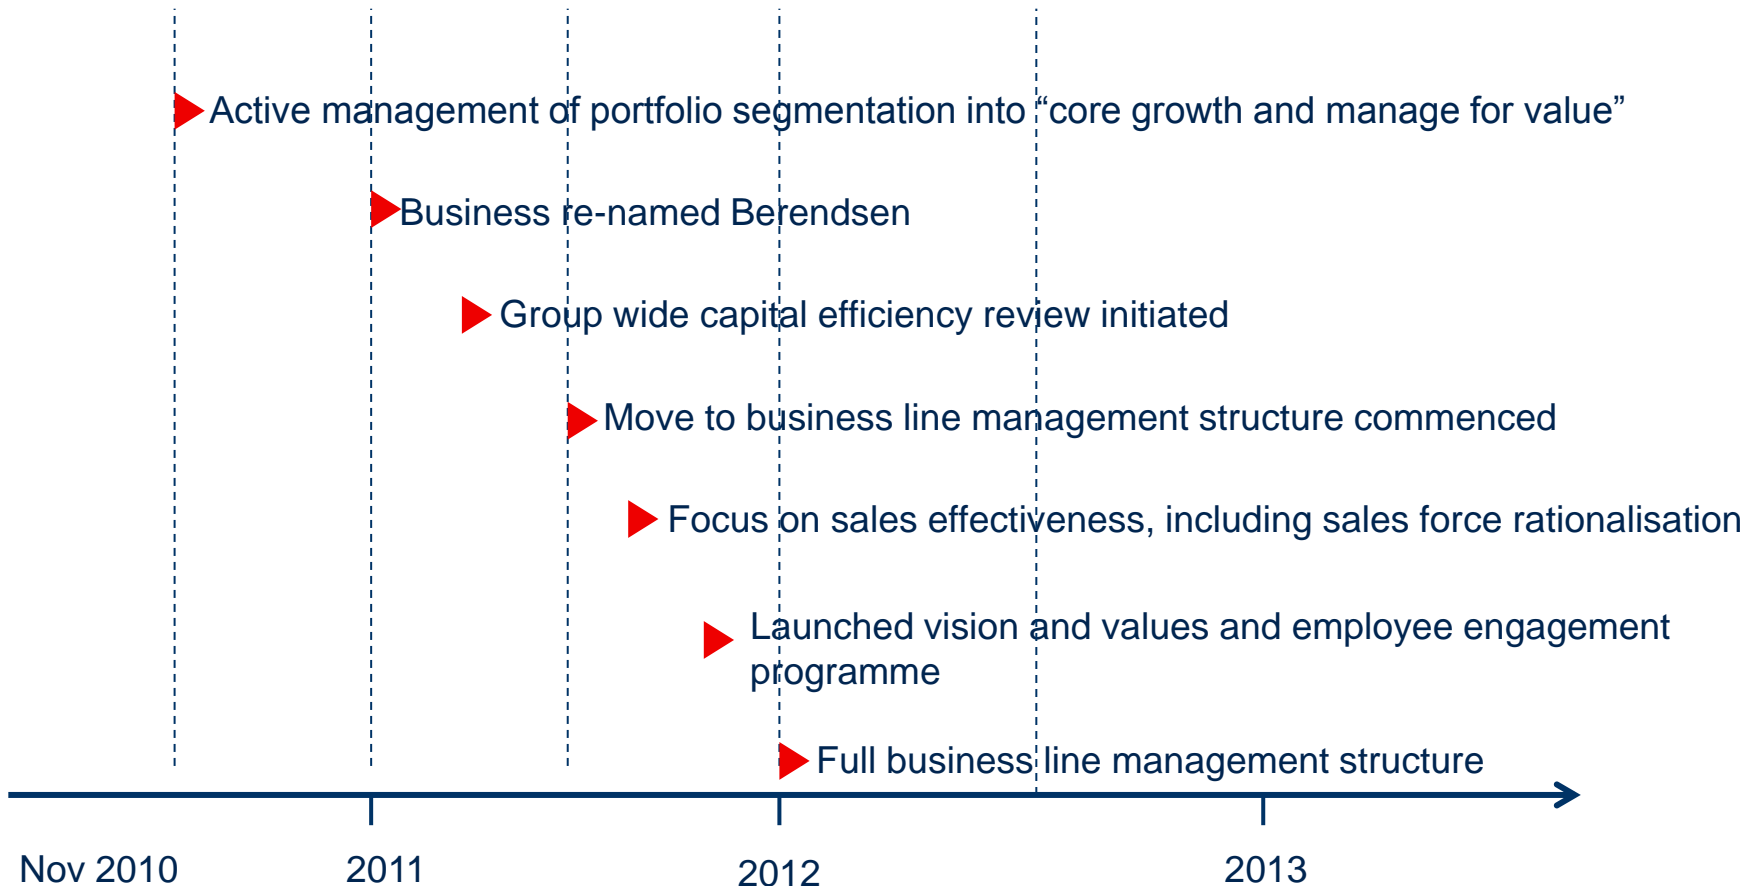 Active management of portfolio segmentation into “core growth and manage for value”
Business re-named Berendsen
Group wide capital efficiency review initiated
Move to business line management structure commenced
Focus on sales effectiveness, including sales force rationalisation
Launched vision and values and employee engagement
programme
Full business line management structure
Nov 2010
2011
2012
2013